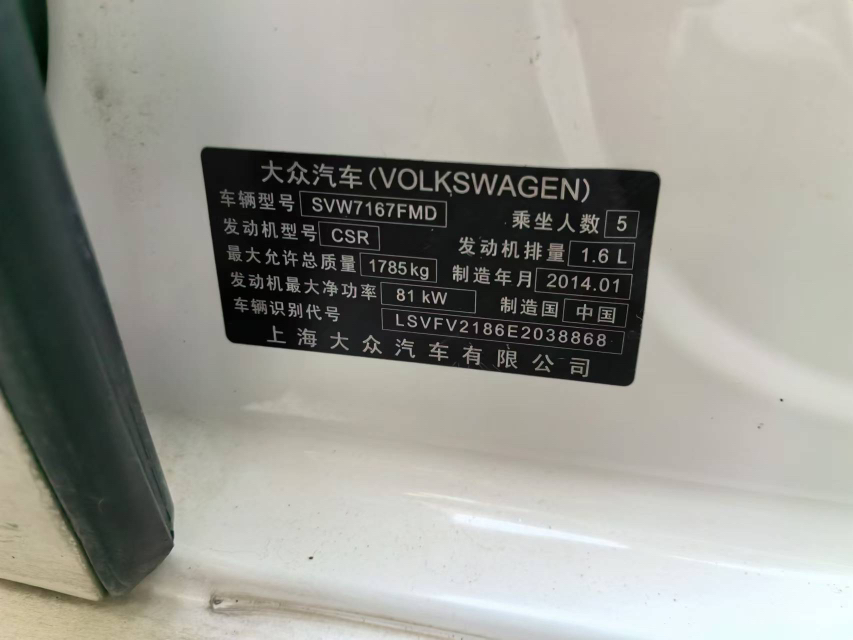 大众汽车(VOLKSWAGEN)
车辆型号 SVW7167FMD 乘坐人数 5
发动机型号 CSR 发动机排量 1.6 L
最大允许总质量 1785kg 制造年月 2014.01
发动机最大净功率 81 kW 制造国 中国
车辆识别代号 LSVFV2186E2038868
上海大众汽车有限公司